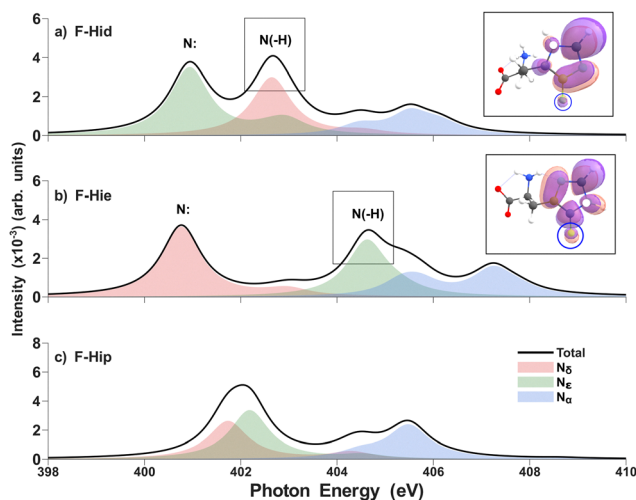 a) F-Hid
N:
N(-H)
6
4
2
0
b) F-Hie
N:
N(-H)
6
4
2
0
c) F-Hip
8
6
4
2
0
Total
Nδ
Nε
Nα
398 400 402 404 406 408 410
Photon Energy (eV)
Intensity (x10⁻³) (arb. units)